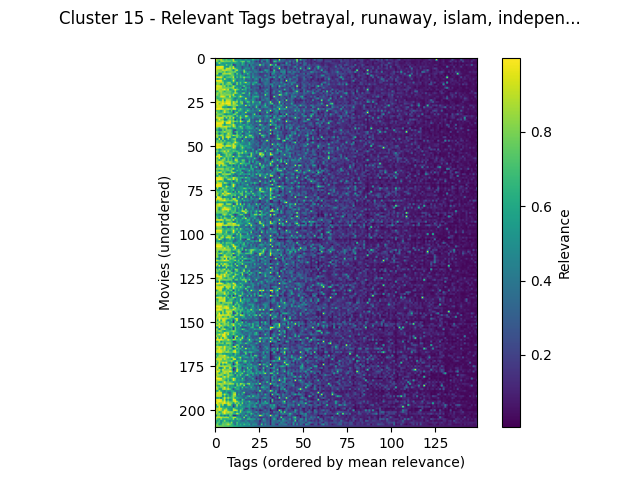 Cluster 15 - Relevant Tags betrayal, runaway, islam, indepen...
0
25
50
75
100
125
150
175
200
Movies (unordered)
0 25 50 75 100 125
Tags (ordered by mean relevance)
0.8
0.6
0.4
0.2
Relevance